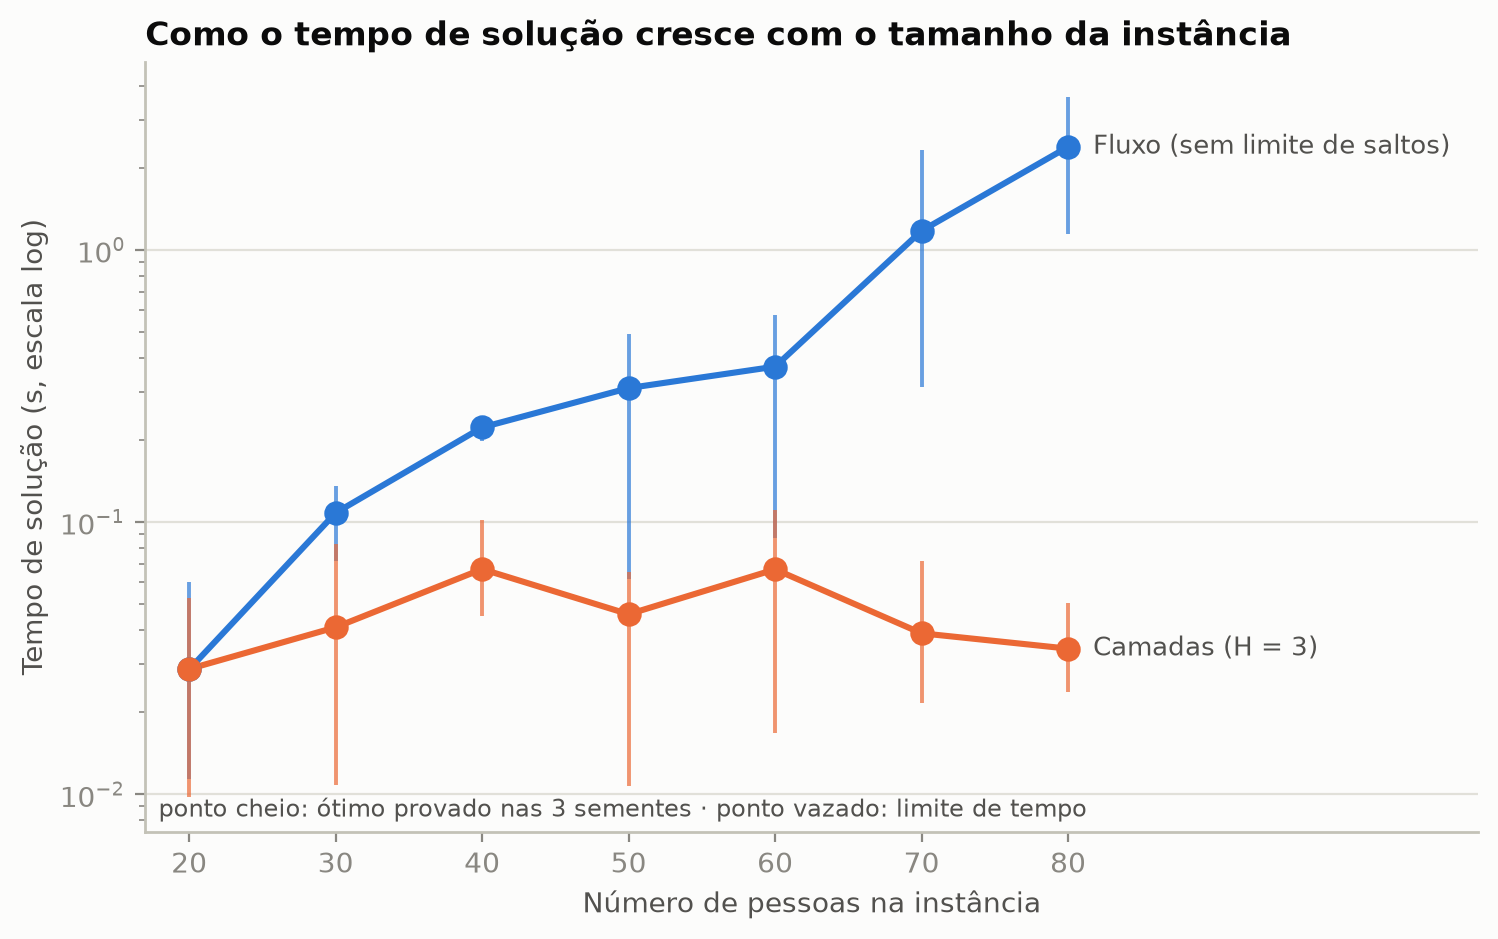 Como o tempo de solução cresce com o tamanho da instância
Tempo de solução (s, escala log)
10⁰
10⁻¹
10⁻²
Fluxo (sem limite de saltos)
Camadas (H = 3)
ponto cheio: ótimo provado nas 3 sementes · ponto vazado: limite de tempo
20 30 40 50 60 70 80
Número de pessoas na instância